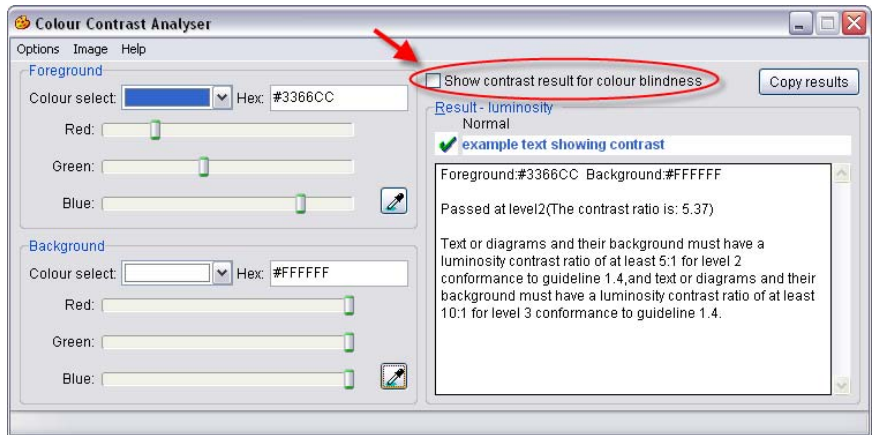 Colour Contrast Analyser
Options Image Help
Foreground
Colour select: Hex: #3366CC
Red:
Green:
Blue:
Background
Colour select: Hex: #FFFFFF
Red:
Green:
Blue:
Show contrast result for colour blindness
Copy results
Result - luminosity
Normal
example text showing contrast
Foreground:#3366CC Background:#FFFFFF
Passed at level2(The contrast ratio is: 5.37)
Text or diagrams and their background must have a
luminosity contrast ratio of at least 5:1 for level 2
conformance to guideline 1.4,and text or diagrams and their
background must have a luminosity contrast ratio of at least
10:1 for level 3 conformance to guideline 1.4.